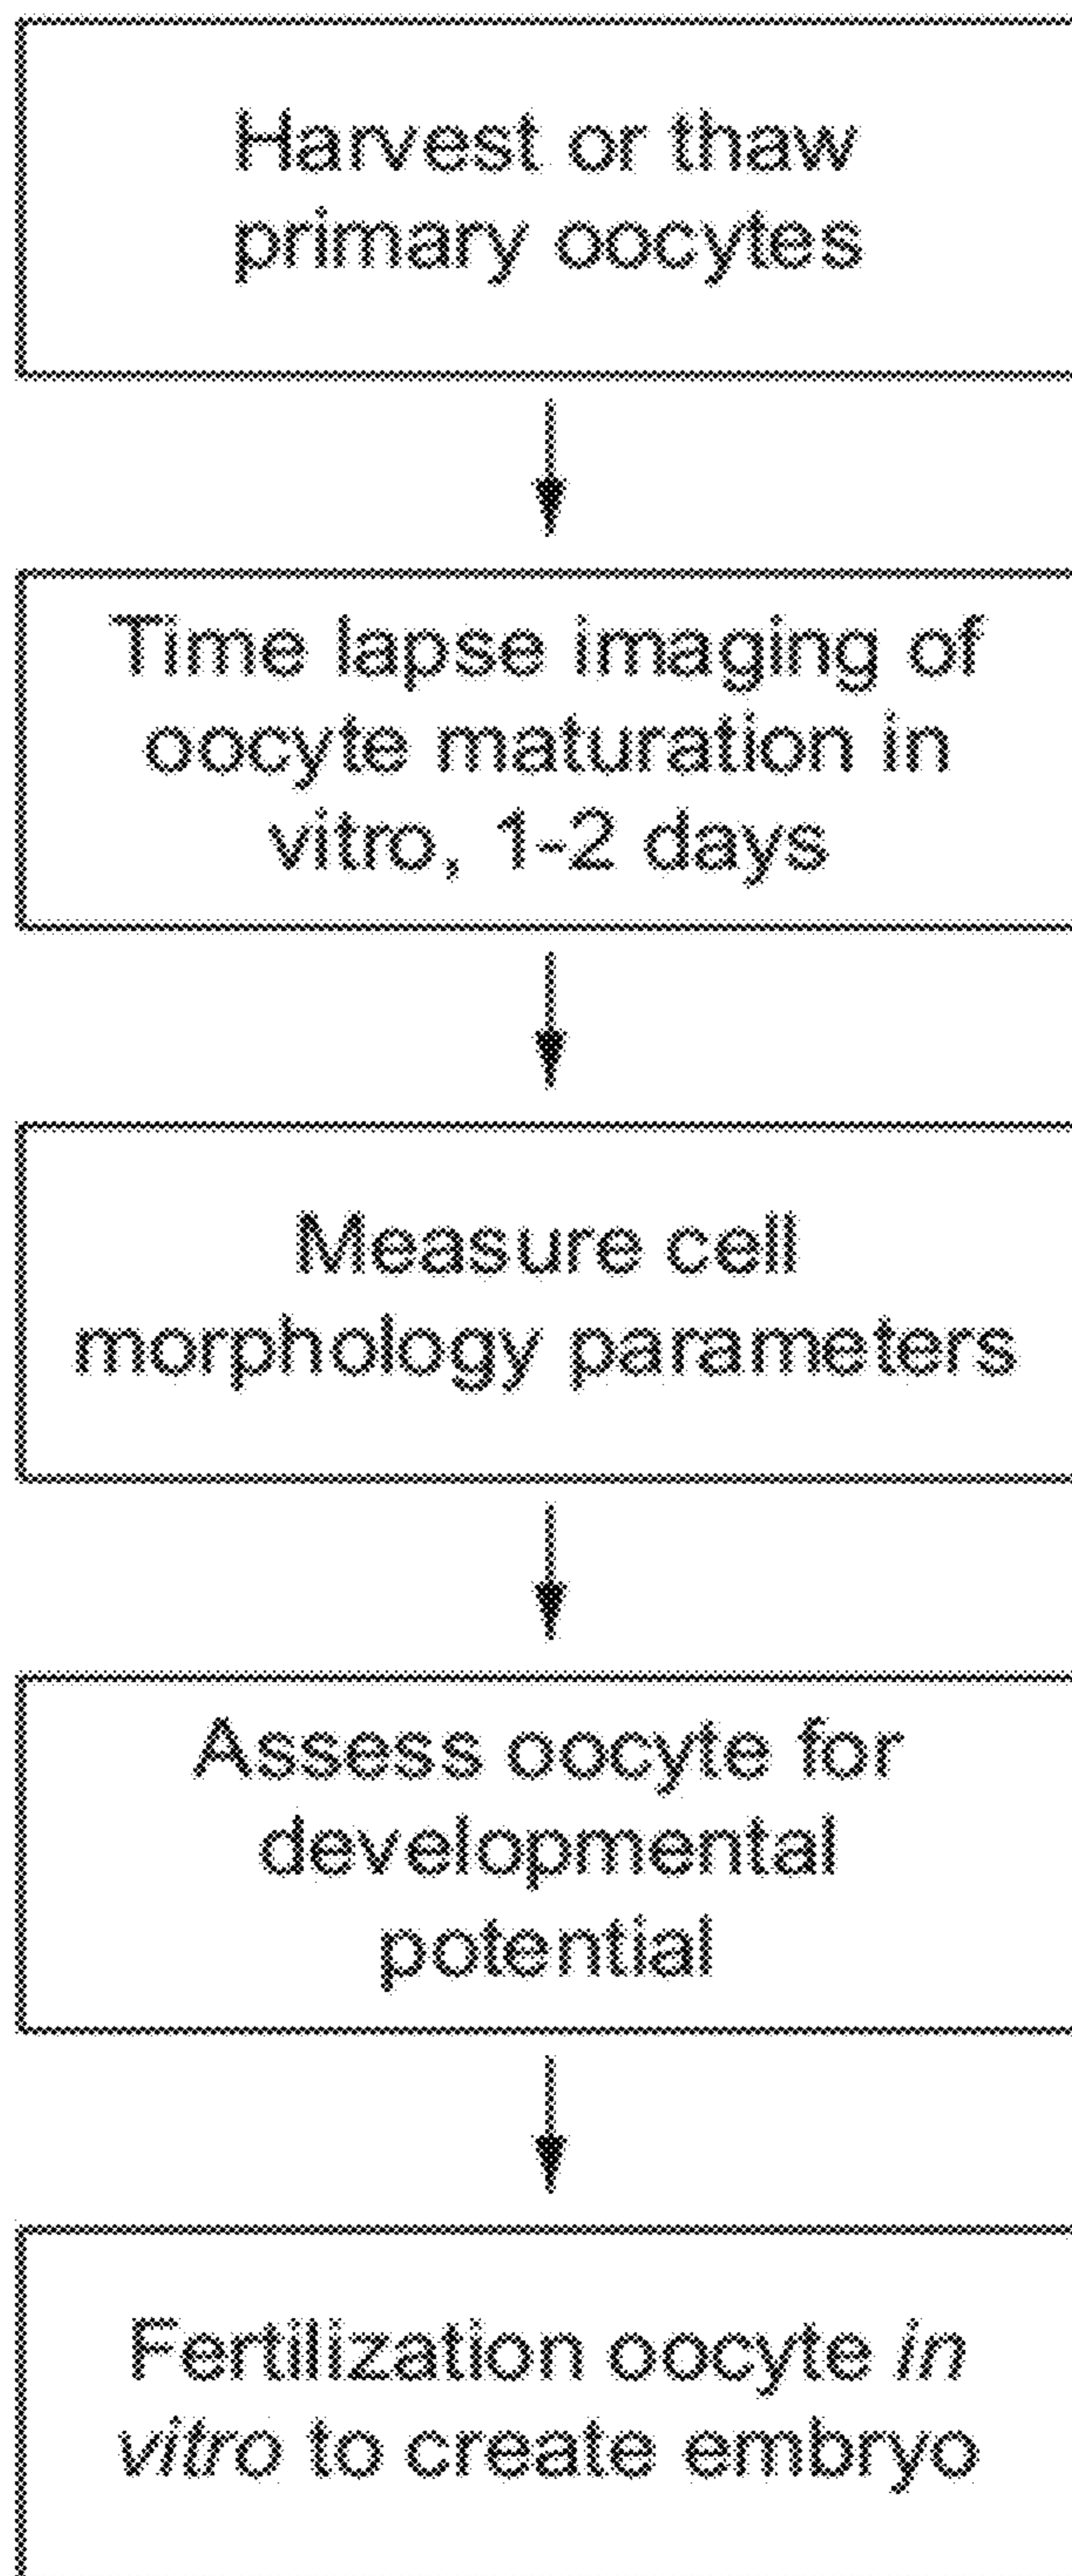 Harvest or thaw
primary oocytes
Time lapse imaging of
oocyte maturation in
vitro, 1-2 days
Measure cell
morphology parameters
Assess oocyte for
developmental
potential
Fertilization oocyte in
vitro to create embryo